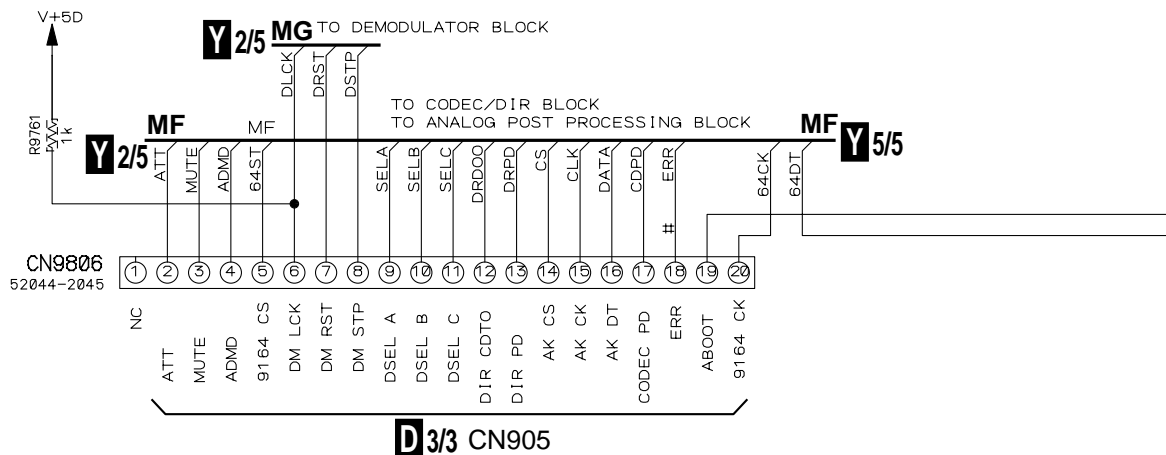 V+5D
Y 2/5 MG TO DEMODULATOR BLOCK
DLCK
DRST
DSTP
R9761
1k
TO CODEC/DIR BLOCK
TO ANALOG POST PROCESSING BLOCK
Y 2/5
MF
MF
MF
Y 5/5
ATT
MUTE
ADMD
64ST
SELA
SELB
SELC
DRDOO
DRPD
CS
CLK
DATA
CDPD
ERR
64CK
64DT
#
CN9806
52044-2045
1 2 3 4 5 6 7 8 9 10 11 12 13 14 15 16 17 18 19 20
NC
ATT
MUTE
ADMD
9164 CS
DM LCK
DM RST
DM STP
DSEL A
DSEL B
DSEL C
DIR CDTO
DIR PD
AK CS
AK CK
AK DT
CODEC PD
ERR
ABOOT
9164 CK
D 3/3 CN905